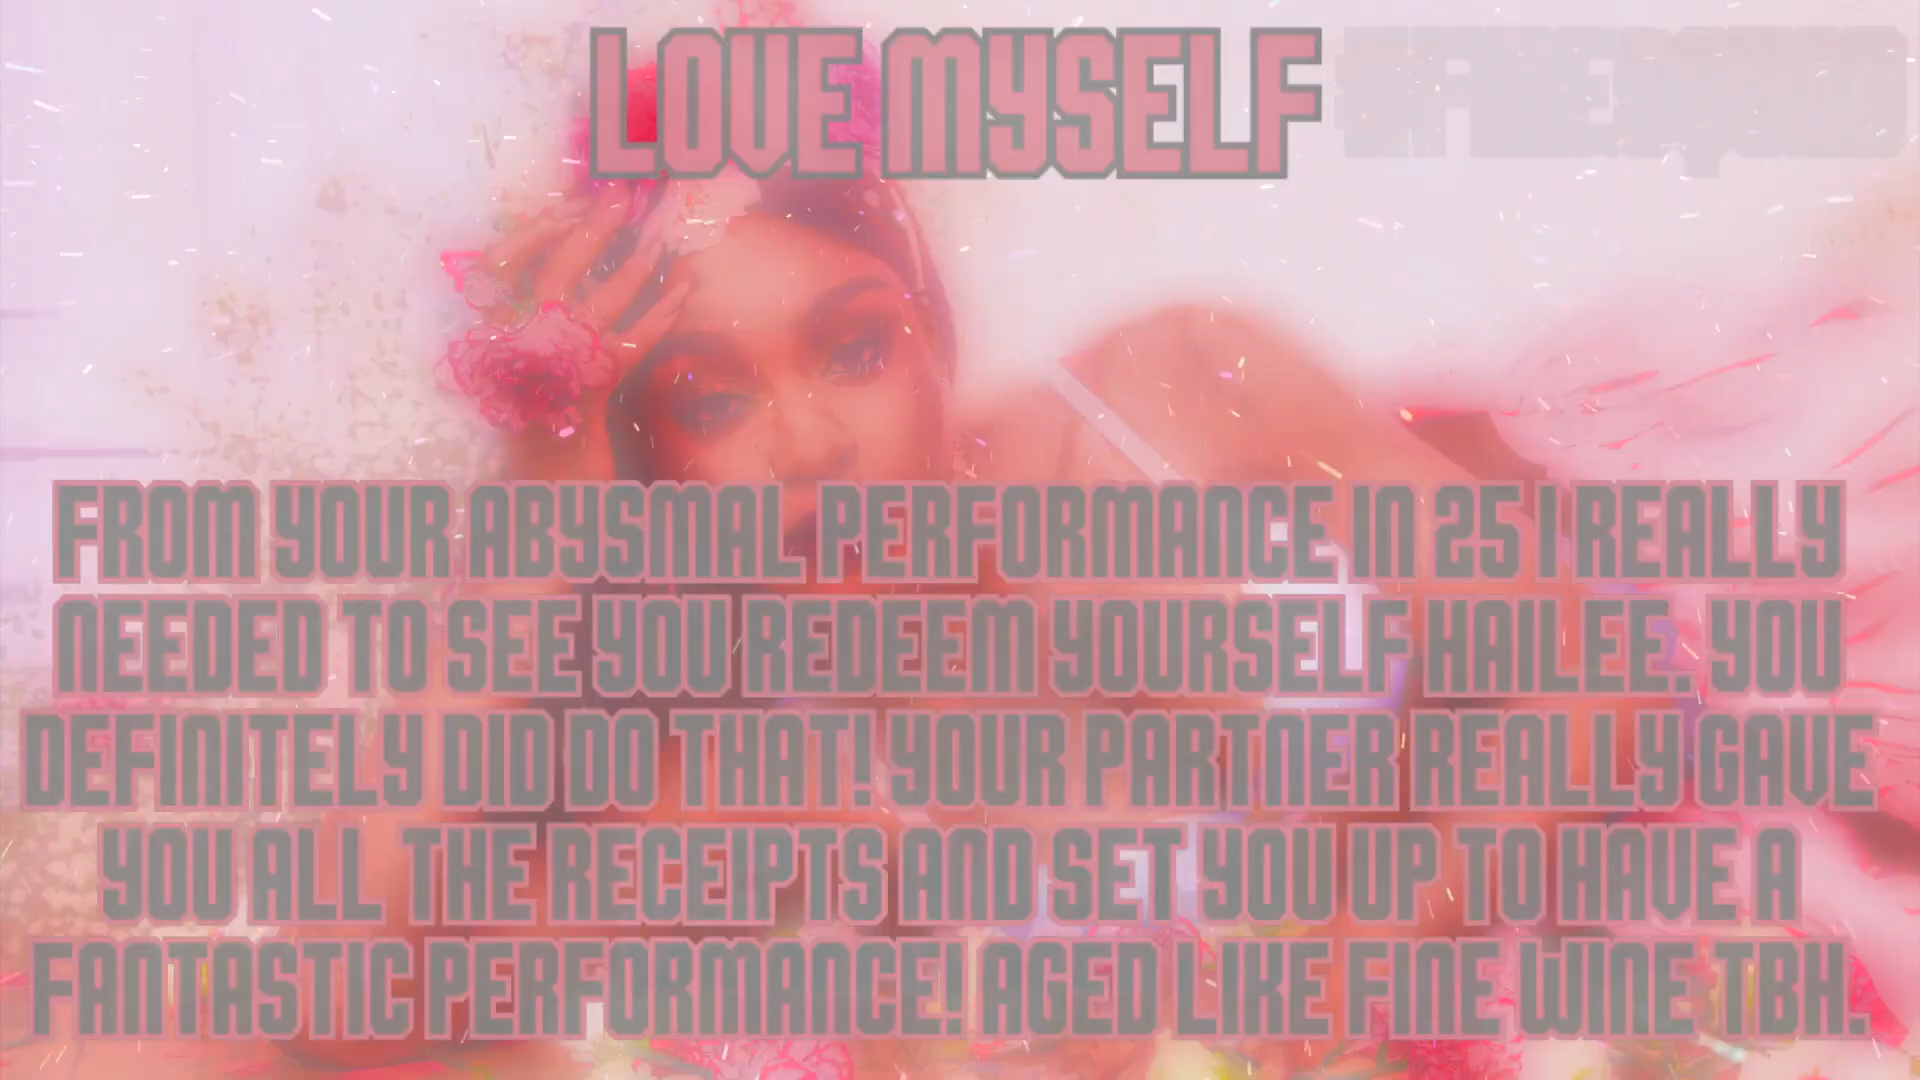 LOVE MYSELF
FROM YOUR ABYSMAL PERFORMANCE IN 25 I REALLY
NEEDED TO SEE YOU REDEEM YOURSELF HAILEE. YOU
DEFINITELY DID DO THAT! YOUR PARTNER REALLY GAVE
YOU ALL THE RECEIPTS AND SET YOU UP TO HAVE A
FANTASTIC PERFORMANCE! AGED LIKE FINE WINE TBH.